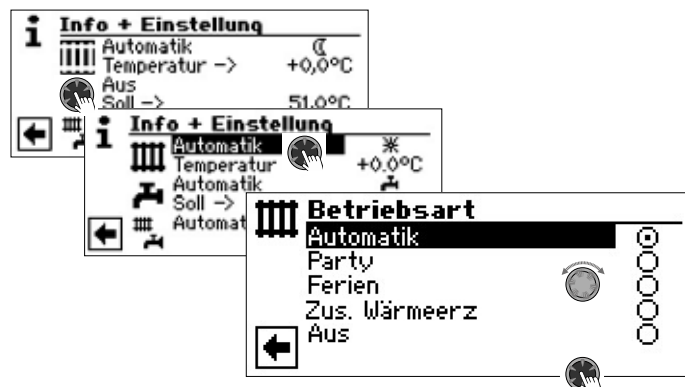 i Info + Einstellung
Automatik
Temperatur -> +0,0°C
Aus
Soll -> 51.0°C
i Info + Einstellung
Automatik
Temperatur +0.0°C
Automatik
Soll ->
Automat
Betriebsart
Automatik
Party
Ferien
Zus. Wärmeerz
Aus